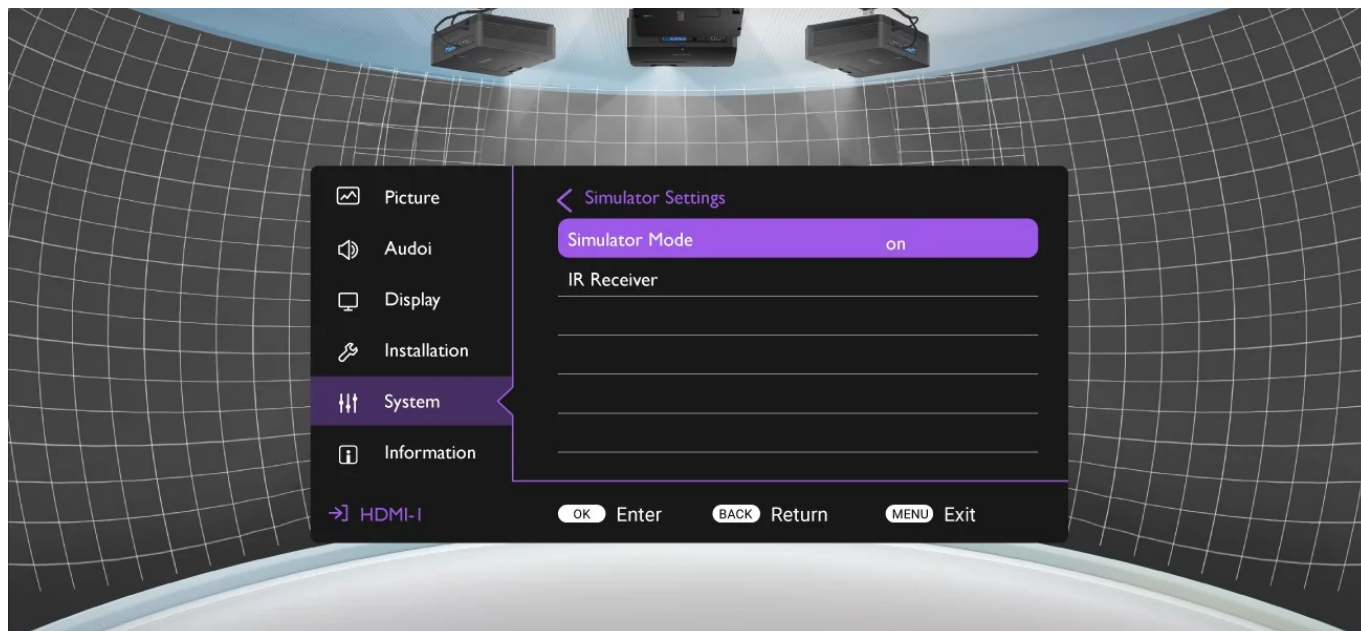 Picture
Audoi
Display
Installation
System
Information
HDMI-1
Simulator Settings
Simulator Mode on
IR Receiver
OK Enter BACK Return MENU Exit